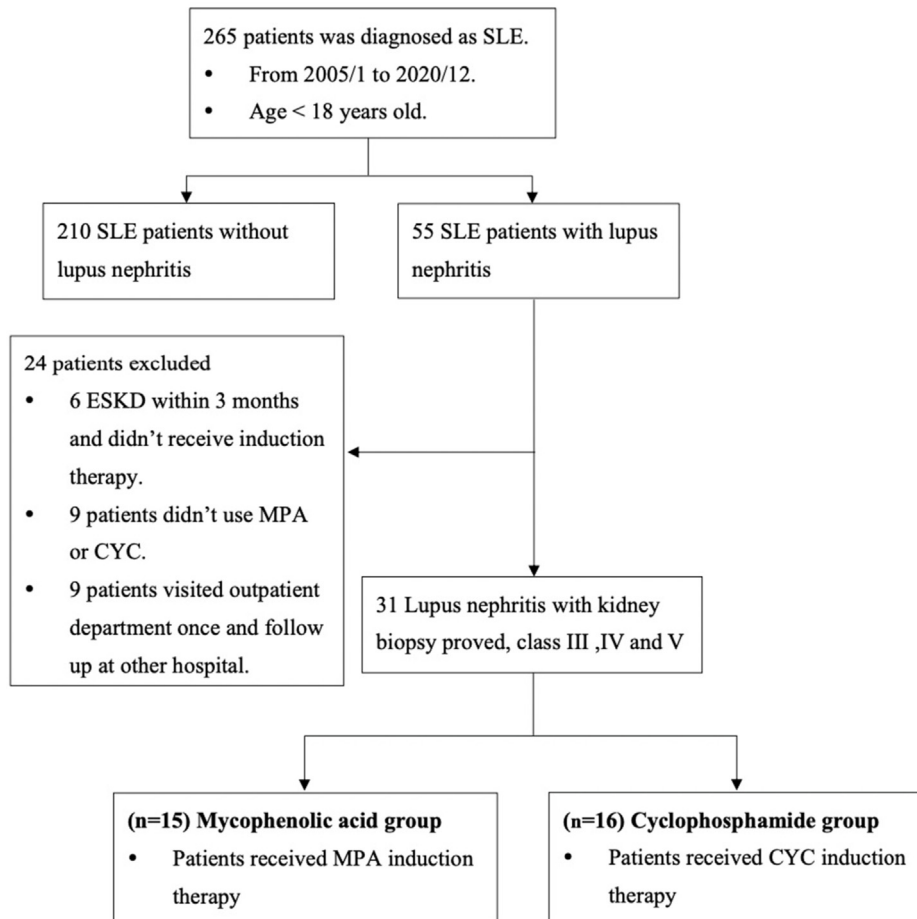 265 patients was diagnosed as SLE.
• From 2005/1 to 2020/12.
• Age < 18 years old.
210 SLE patients without
lupus nephritis
55 SLE patients with lupus
nephritis
24 patients excluded
• 6 ESKD within 3 months
and didn’t receive induction
therapy.
• 9 patients didn’t use MPA
or CYC.
• 9 patients visited outpatient
department once and follow
up at other hospital.
31 Lupus nephritis with kidney
biopsy proved, class III ,IV and V
(n=15) Mycophenolic acid group
• Patients received MPA induction
therapy
(n=16) Cyclophosphamide group
• Patients received CYC induction
therapy